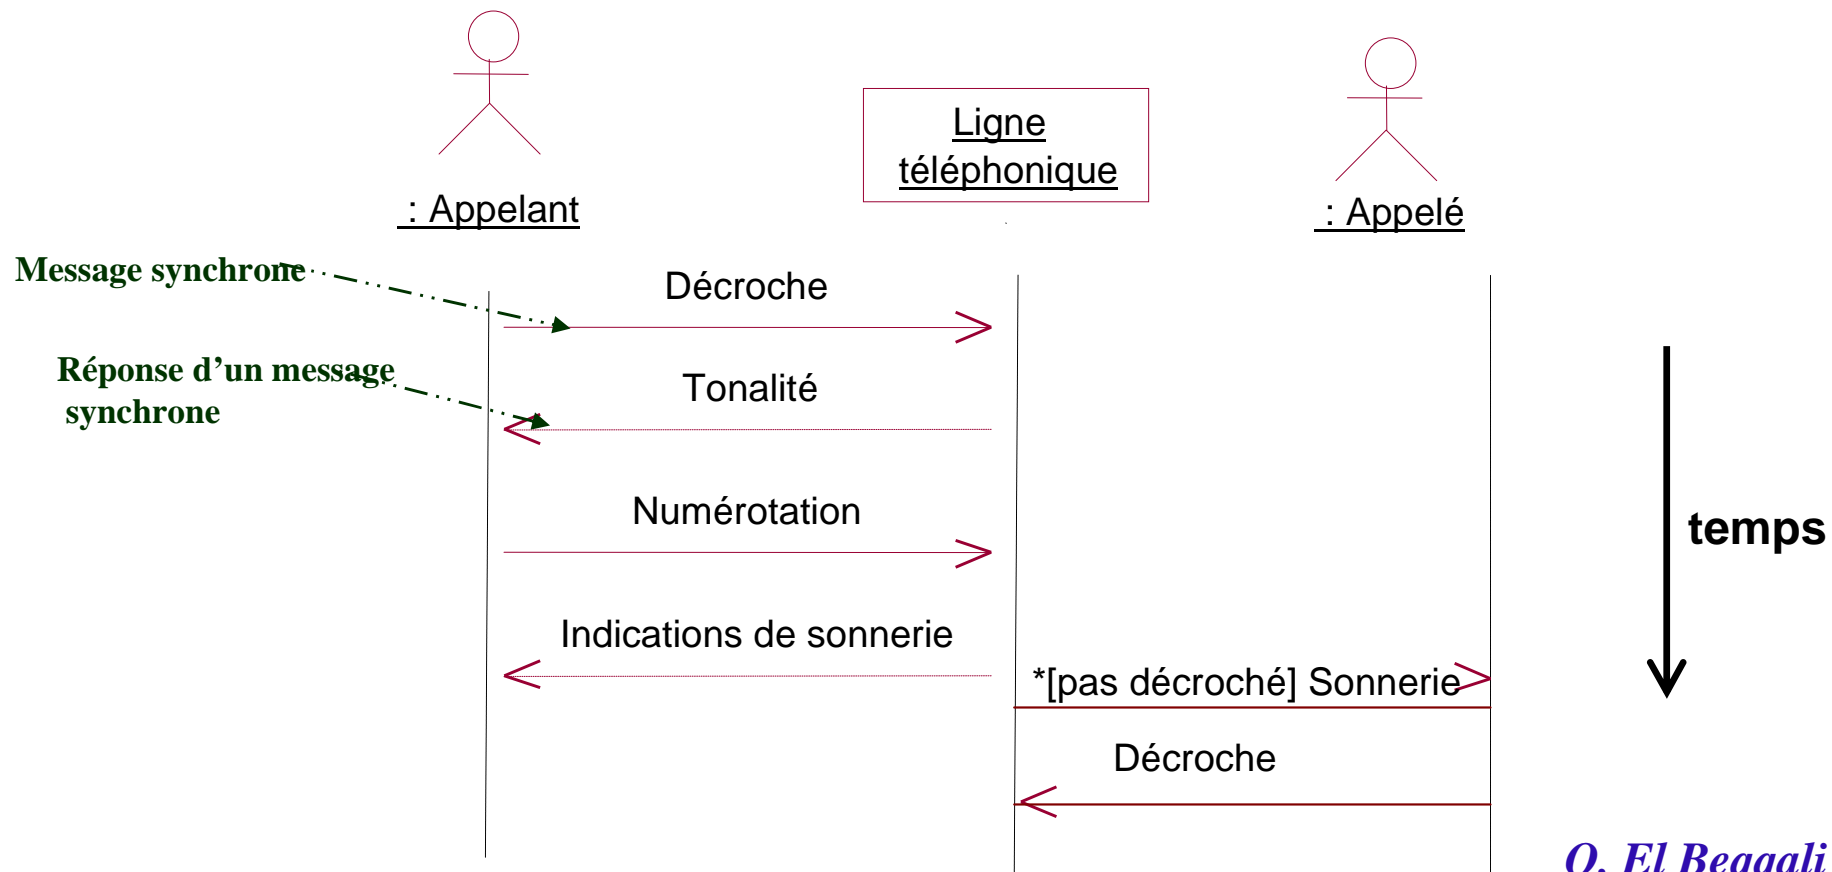 : Appelant
Ligne
téléphonique
: Appelé
Message synchrone
Décroche
Réponse d’un message
synchrone
Tonalité
Numérotation
temps
Indications de sonnerie
*[pas décroché] Sonnerie
Décroche
O. El Beqqali